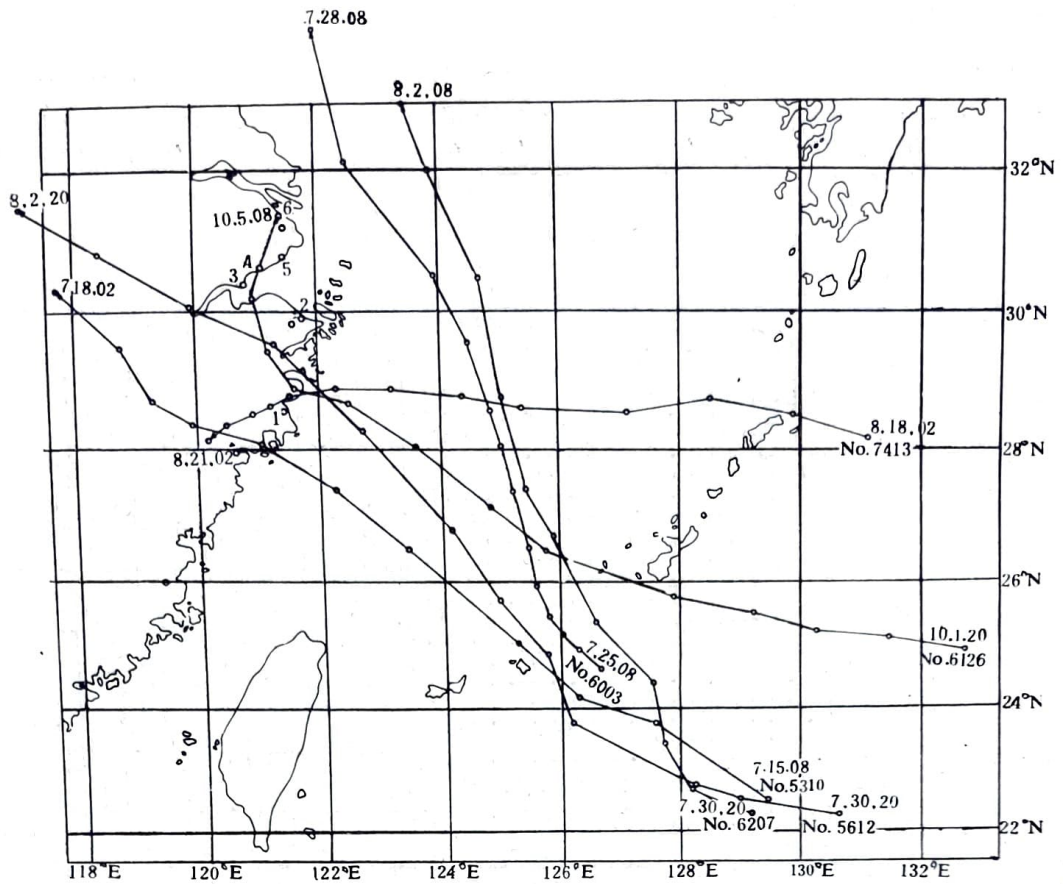 7.28.08
8.2.08
32°N
8.2.20
10.5.08
6
A
3
5
7.18.02
2
30°N
1
8.18.02
No.7413
28°N
8.21.02
26°N
10.1.20
No.6126
7.25.08
No.6003
24°N
7.15.08
No.5310
7.30.20
No. 6207
7.30.20
No. 5612
22°N
118°E
120°E
122°E
124°E
126°E
128°E
130°E
132°E